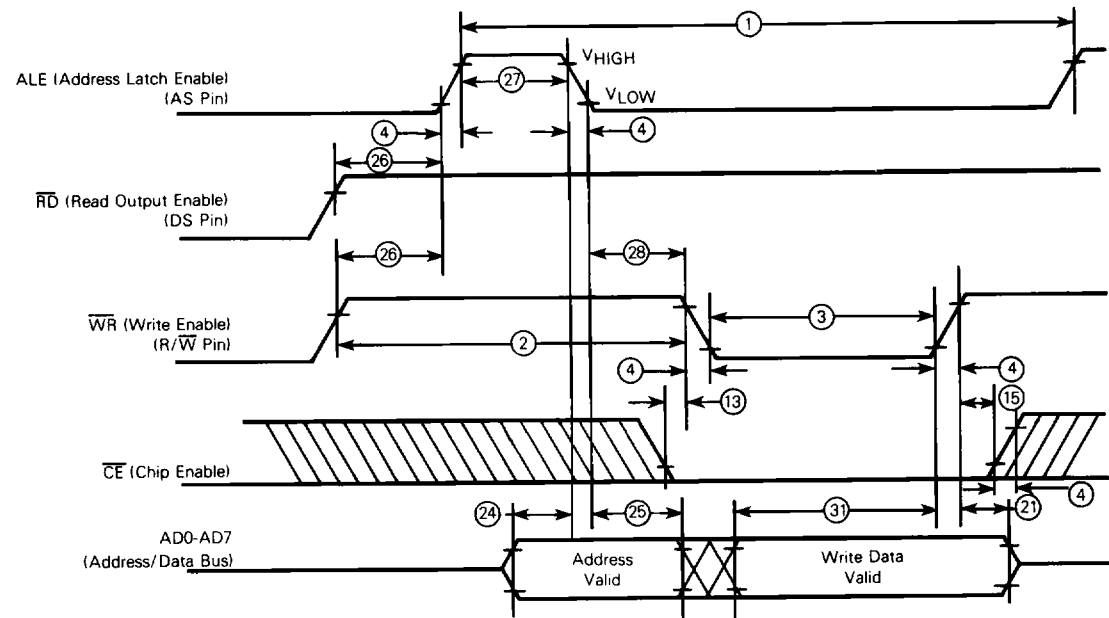 1
ALE (Address Latch Enable)
(AS Pin)
27
VHIGH
VLOW
4
4
26
RD (Read Output Enable)
(DS Pin)
26
28
WR (Write Enable)
(R/W Pin)
2
3
4
4
13
15
CE (Chip Enable)
4
24
25
31
21
AD0-AD7
(Address/Data Bus)
Address
Valid
Write Data
Valid